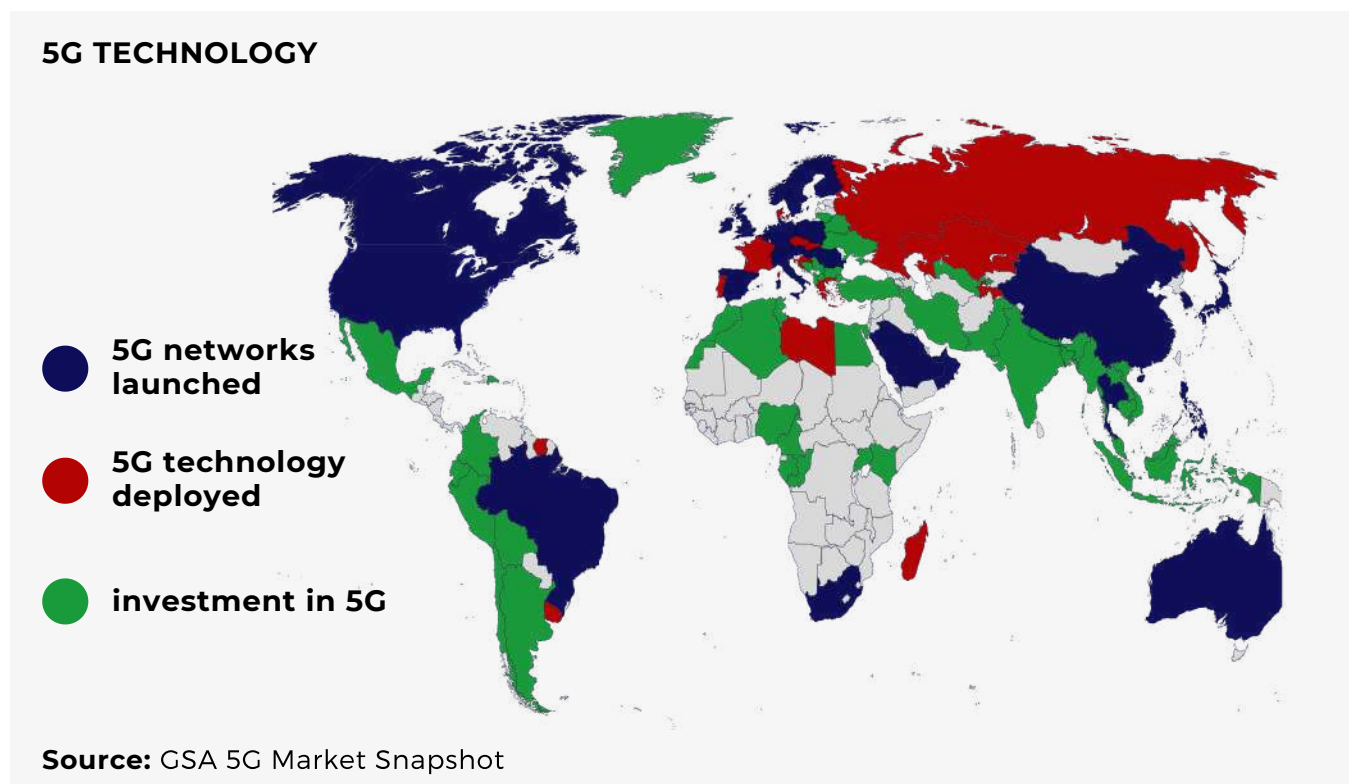 5G TECHNOLOGY
5G networks
launched
5G technology
deployed
investment in 5G
Source: GSA 5G Market Snapshot